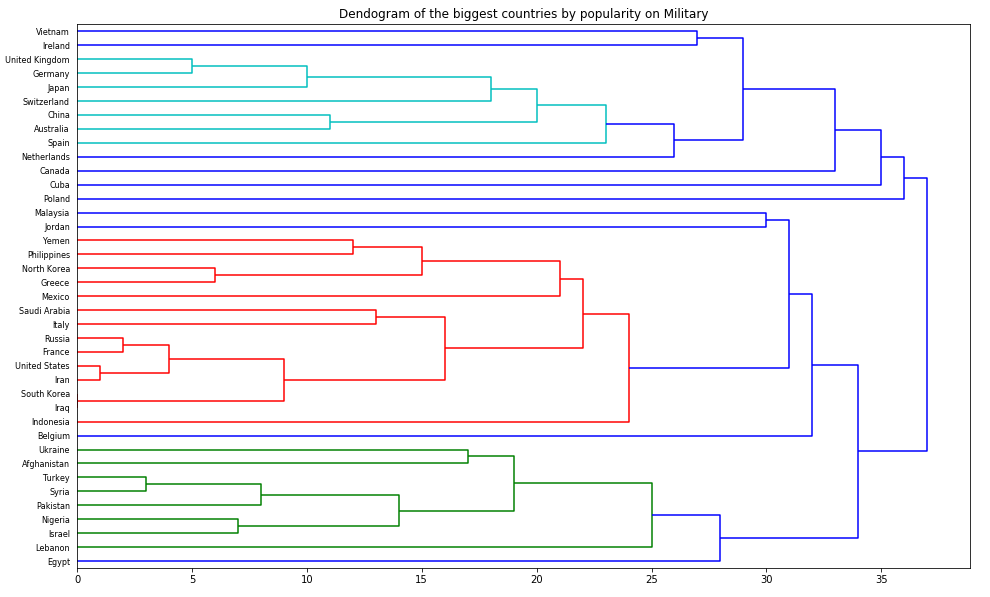 Dendogram of the biggest countries by popularity on Military
Vietnam
Ireland
United Kingdom
Germany
Japan
Switzerland
China
Australia
Spain
Netherlands
Canada
Cuba
Poland
Malaysia
Jordan
Yemen
Philippines
North Korea
Greece
Mexico
Saudi Arabia
Italy
Russia
France
United States
Iran
South Korea
Iraq
Indonesia
Belgium
Ukraine
Afghanistan
Turkey
Syria
Pakistan
Nigeria
Israel
Lebanon
Egypt
0 5 10 15 20 25 30 35